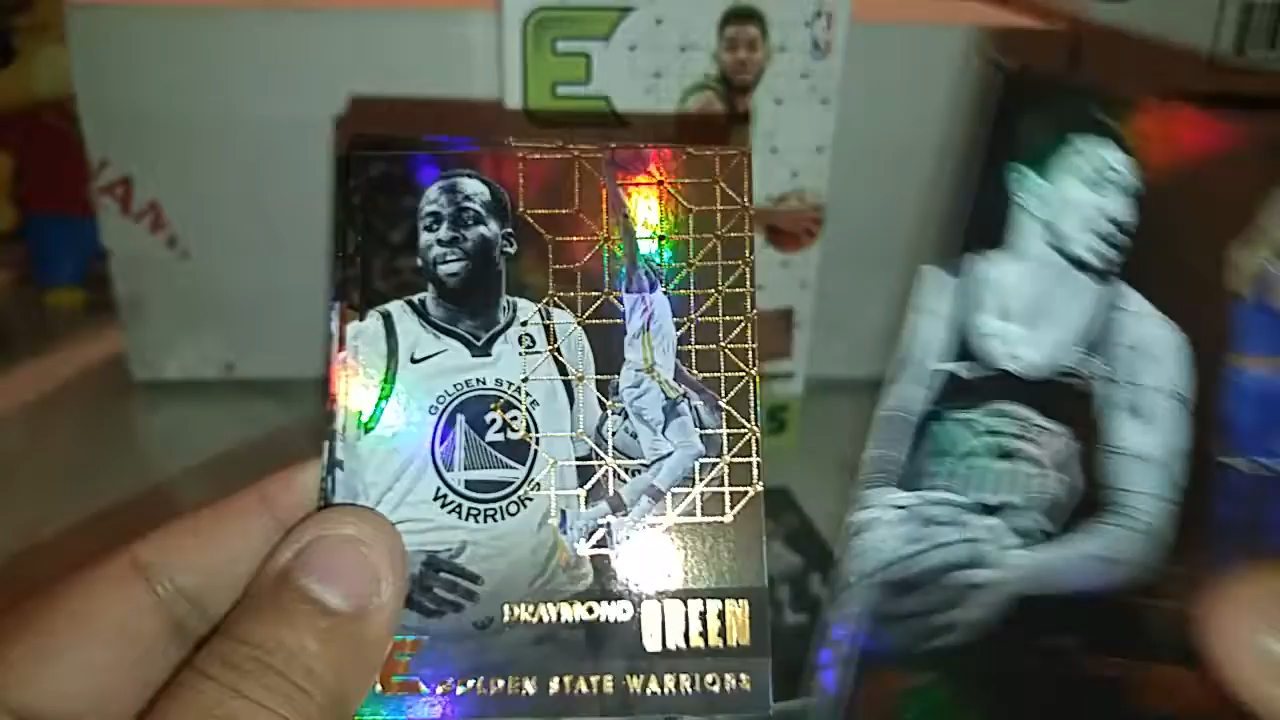 E
GOLDEN STATE
23
WARRIORS
DRAYMOND GREEN
E GOLDEN STATE WARRIORS